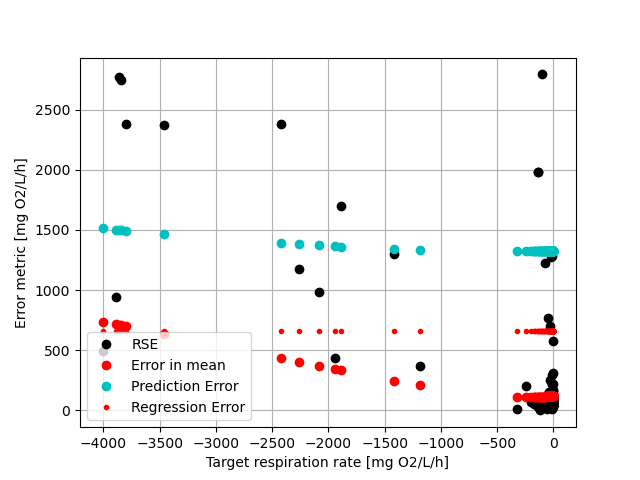 2500
2000
1500
1000
500
0
Error metric [mg O2/L/h]
RSE
Error in mean
Prediction Error
Regression Error
−4000 −3500 −3000 −2500 −2000 −1500 −1000 −500 0
Target respiration rate [mg O2/L/h]